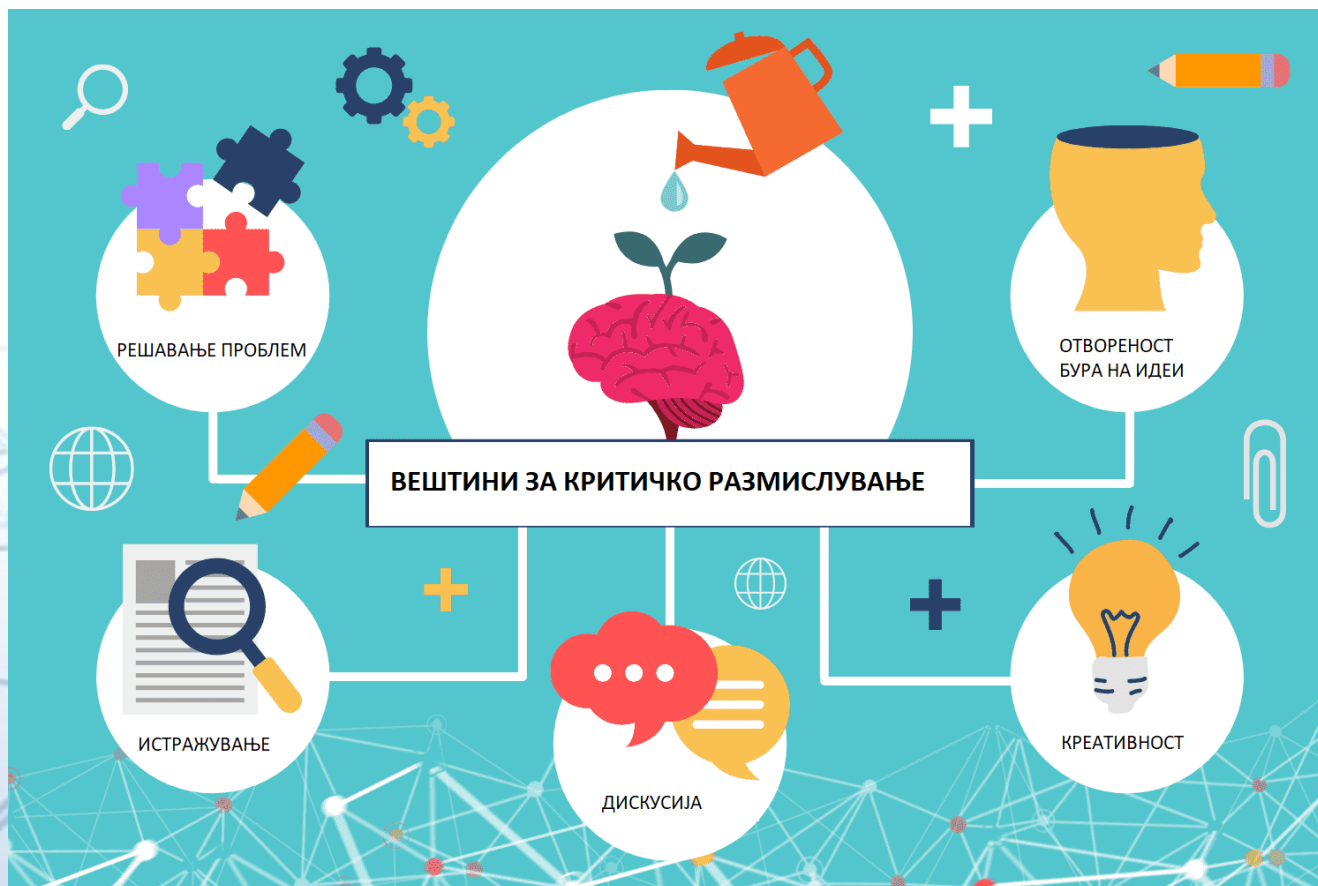 РЕШАВАЊЕ ПРОБЛЕМ
ОТВОРЕНОСТ
БУРА НА ИДЕИ
ВЕШТИНИ ЗА КРИТИЧКО РАЗМИСЛУВАЊЕ
ИСТРАЖУВАЊЕ
ДИСКУСИЈА
КРЕАТИВНОСТ